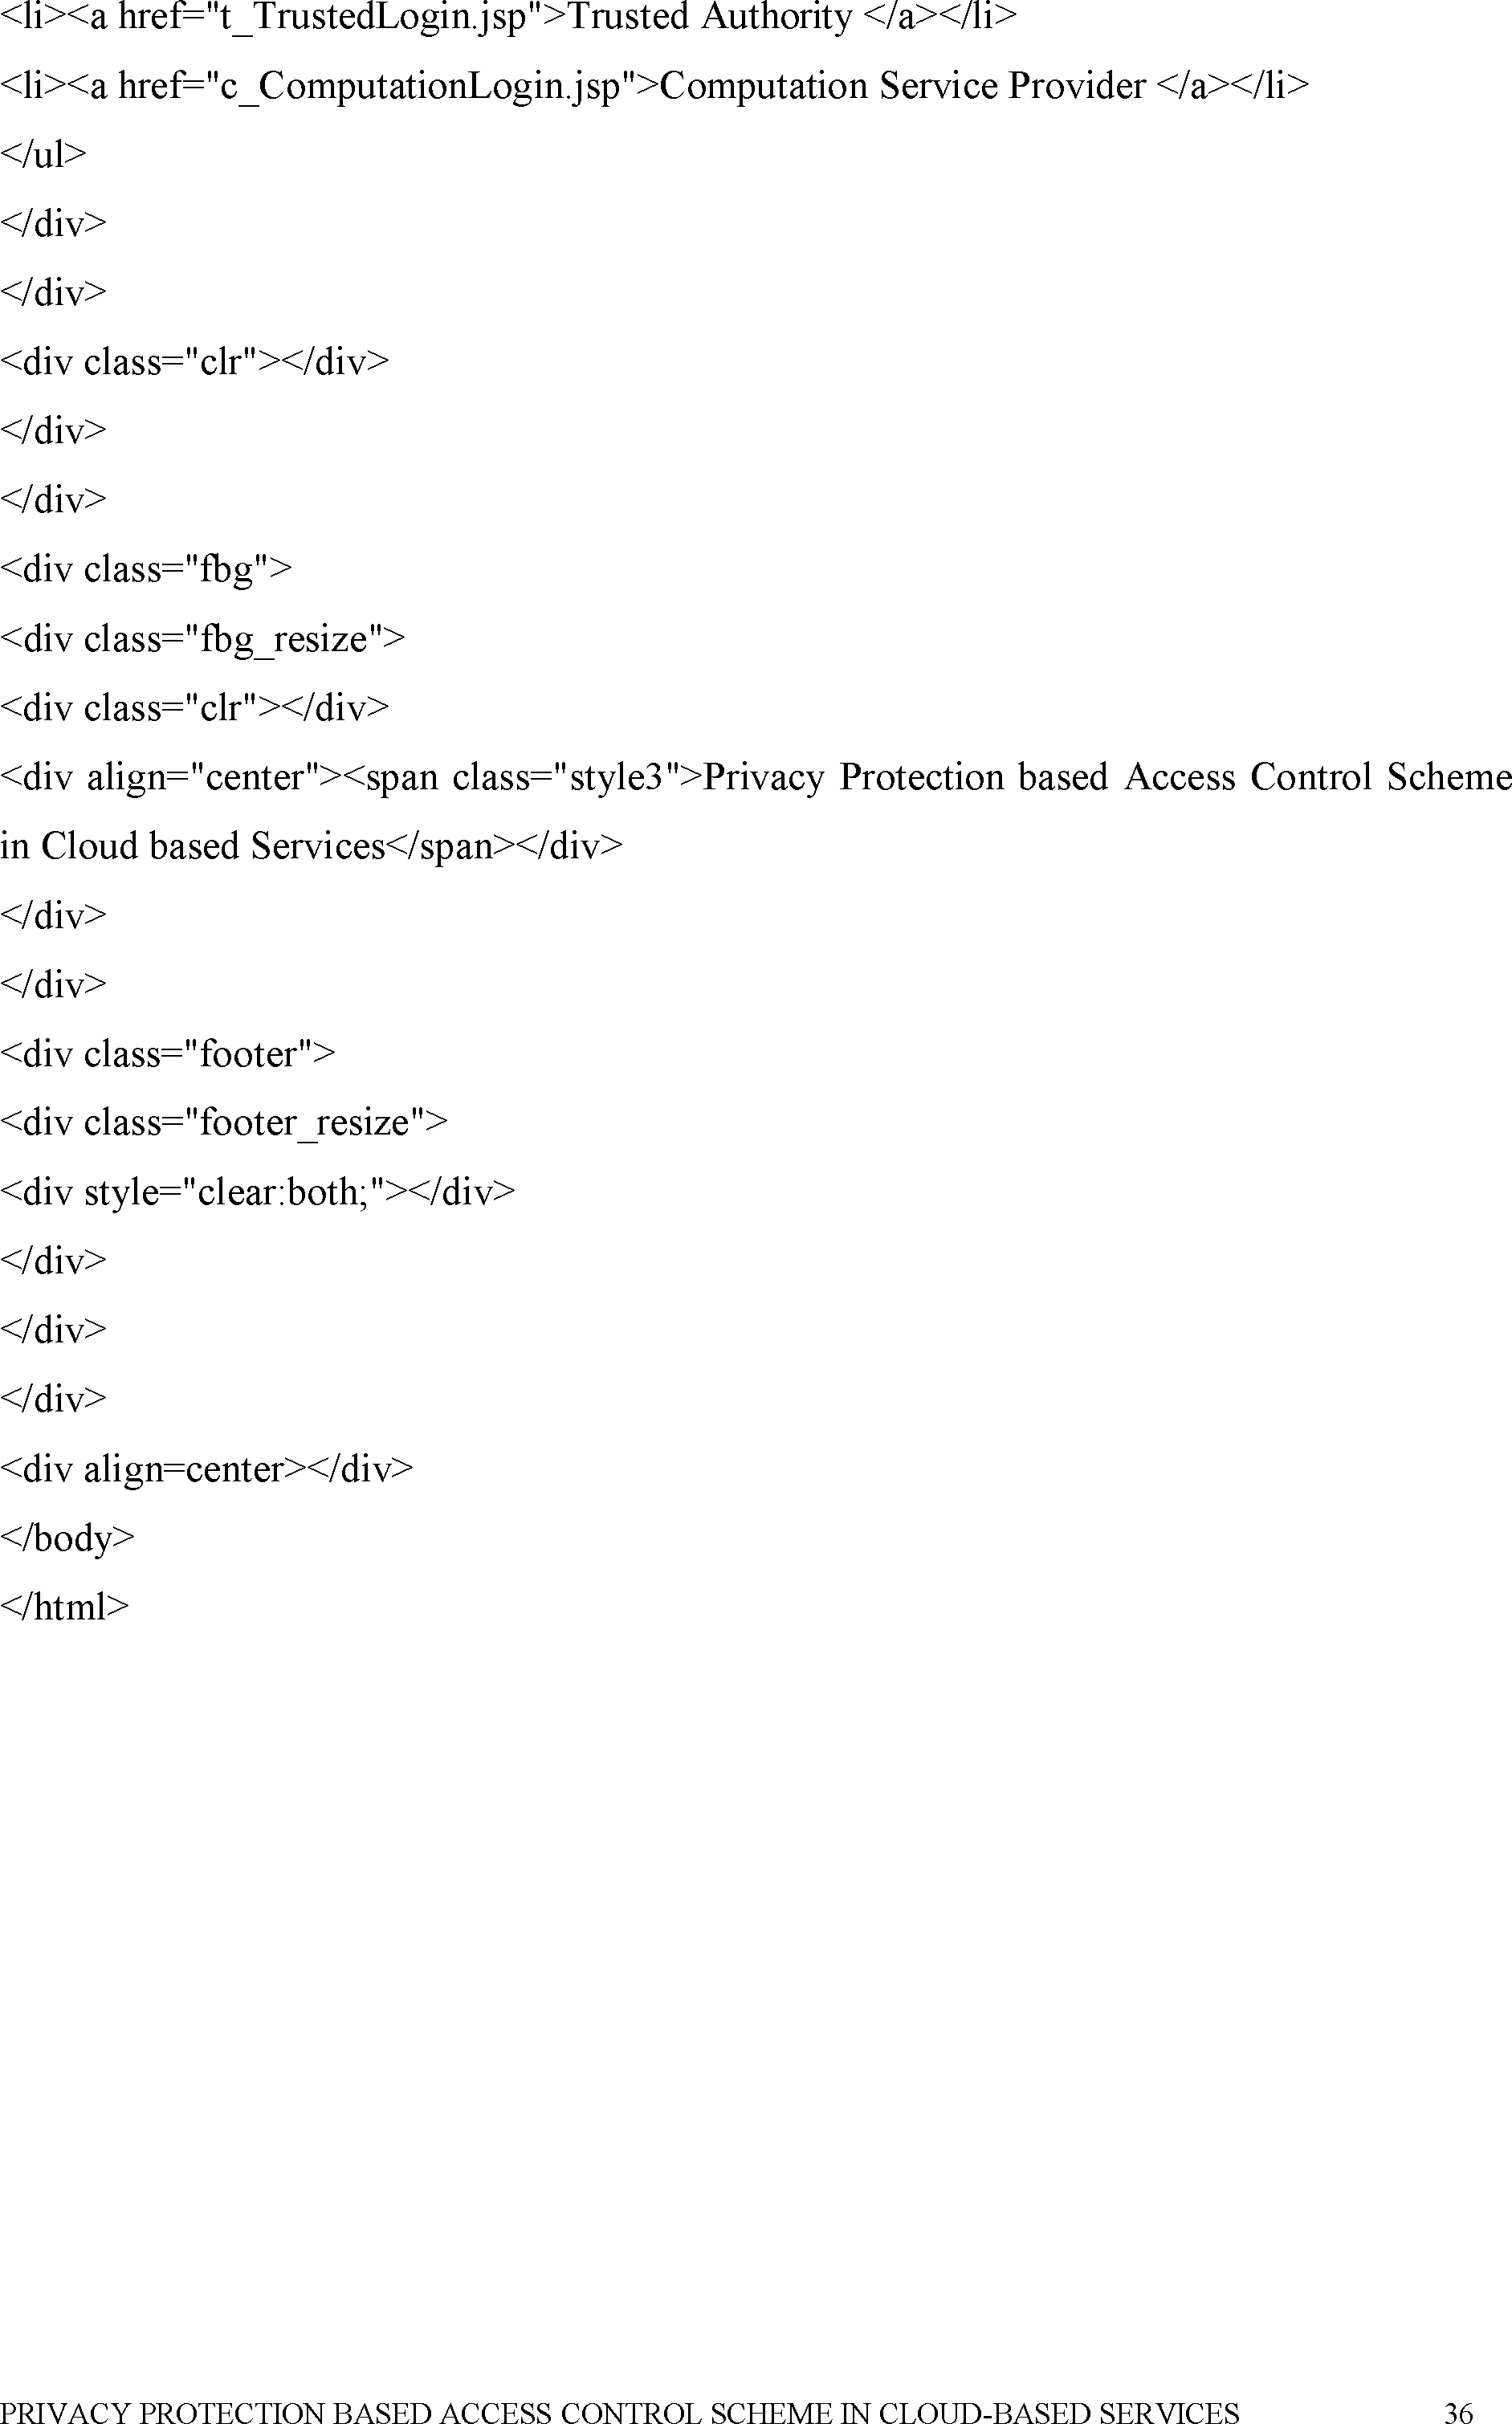 <li><a href="t_TrustedLogin.jsp">Trusted Authority </a></li>
<li><a href="c_ComputationLogin.jsp">Computation Service Provider </a></li>
</ul>
</div>
</div>
<div class="clr"></div>
</div>
</div>
<div class="fbg">
<div class="fbg_resize">
<div class="clr"></div>
<div align="center"><span class="style3">Privacy Protection based Access Control Scheme
in Cloud based Services</span></div>
</div>
</div>
<div class="footer">
<div class="footer_resize">
<div style="clear:both;"></div>
</div>
</div>
</div>
<div align=center></div>
</body>
</html>
PRIVACY PROTECTION BASED ACCESS CONTROL SCHEME IN CLOUD-BASED SERVICES 36